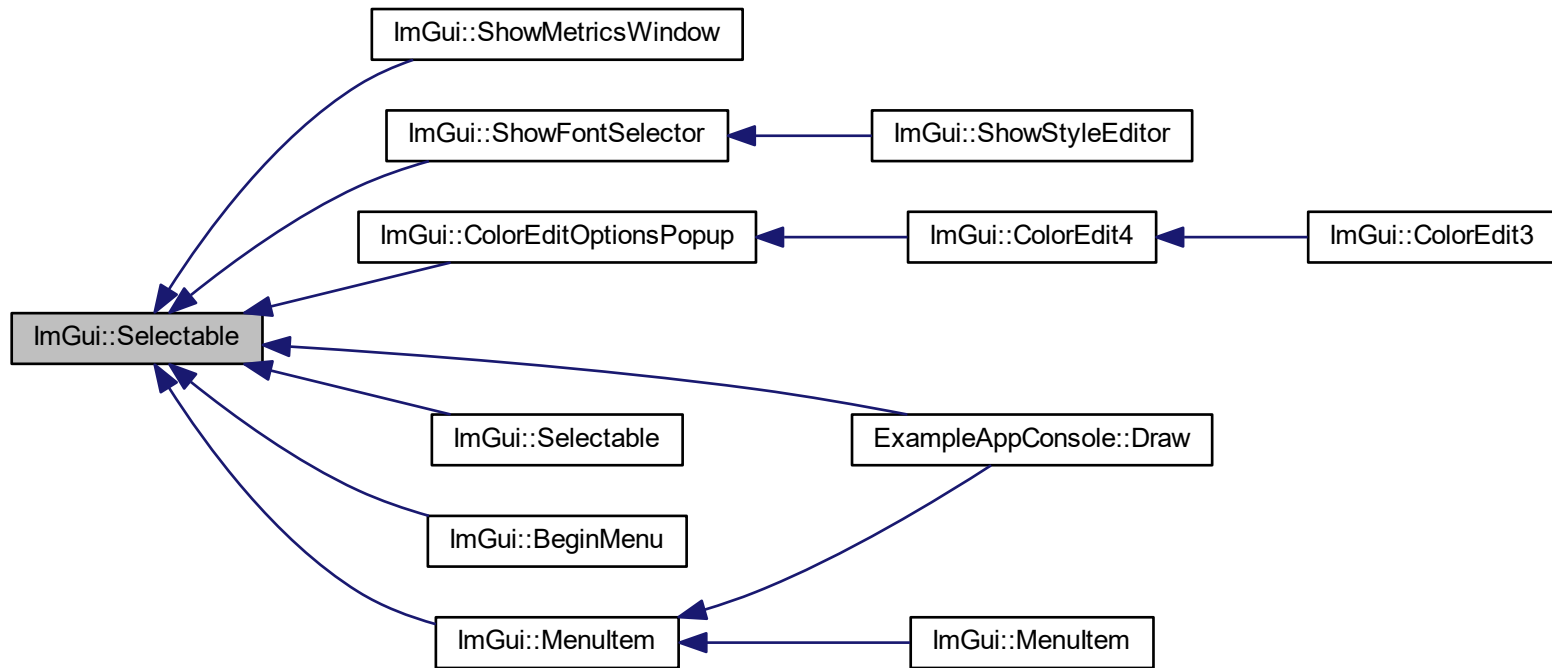 ImGui::ShowMetricsWindow
ImGui::ShowFontSelector
ImGui::ShowStyleEditor
ImGui::ColorEditOptionsPopup
ImGui::ColorEdit4
ImGui::ColorEdit3
ImGui::Selectable
ImGui::Selectable
ExampleAppConsole::Draw
ImGui::BeginMenu
ImGui::MenuItem
ImGui::MenuItem